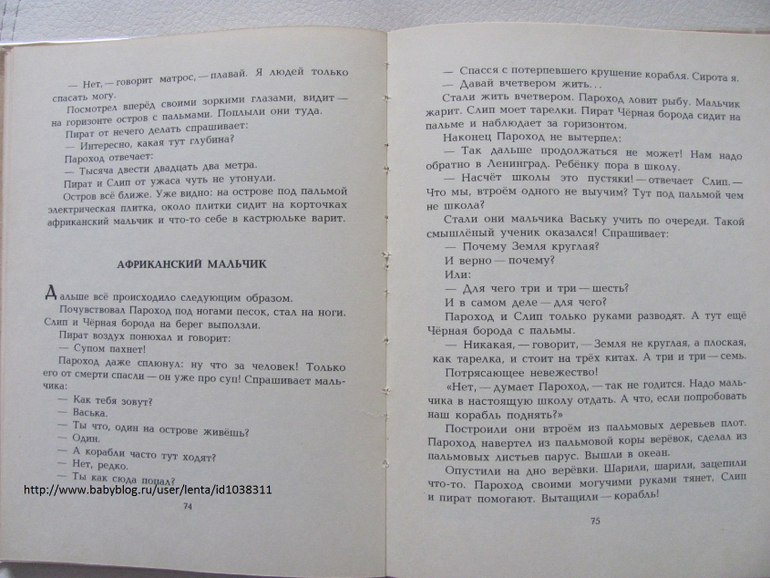 — Нет, — говорит матрос, — плавай. Я людей только
спасать могу.
Посмотрел вперёд своими зоркими глазами, видит —
на горизонте остров с пальмами. Поплыли они туда.
Пират от нечего делать спрашивает:
— Интересно, какая тут глубина?
Пароход отвечает:
— Тысяча двести двадцать два метра.
Пират и Слип от ужаса чуть не утонули.
Остров всё ближе. Уже видно: на острове под пальмой
электрическая плитка, около плитки сидит на корточках
африканский мальчик и что-то себе в кастрюльке варит.
АФРИКАНСКИЙ МАЛЬЧИК
Дальше всё происходило следующим образом.
Почувствовал Пароход под ногами песок, стал на ноги.
Слип и Чёрная борода на берег выползли.
Пират воздух понюхал и говорит:
— Супом пахнет!
Пароход даже сплюнул: ну что за человек! Только
его от смерти спасли — он уже про суп! Спрашивает маль-
чика:
— Как тебя зовут?
— Васька.
— Ты что, один на острове живёшь?
— Один.
— А корабли часто тут ходят?
— Нет, редко.
— Ты как сюда попал?
http://www.babyblog.ru/user/lenta/id1038311
74
— Спасся с потерпевшего крушение корабля. Сирота я.
— Давай вчетвером жить...
Стали жить вчетвером. Пароход ловит рыбу. Мальчик
жарит. Слип моет тарелки. Пират Чёрная борода сидит на
пальме и наблюдает за горизонтом.
Наконец Пароход не вытерпел:
— Так дальше продолжаться не может! Нам надо
обратно в Ленинград. Ребёнку пора в школу.
— Насчёт школы это пустяки! — отвечает Слип. —
Что мы, втроём одного не выучим? Тут под пальмой чем
не школа?
Стали они мальчика Ваську учить по очереди. Такой
смышлёный ученик оказался! Спрашивает:
— Почему Земля круглая?
И верно — почему?
Или:
— Для чего три и три — шесть?
И в самом деле — для чего?
Пароход и Слип только руками разводят. А тут ещё
Чёрная борода с пальмы.
— Никакая, — говорит, — Земля не круглая, а плоская,
как тарелка, и стоит на трёх китах. А три и три — семь.
Потрясающее невежество!
«Нет, — думает Пароход, — так не годится. Надо маль-
чика в настоящую школу отдать. А что, если попробовать
наш корабль поднять?»
Построили они втроём из пальмовых деревьев плот.
Пароход навертел из пальмовой коры верёвок, сделал из
пальмовых листьев парус. Вышли в океан.
Опустили на дно верёвки. Шарили, шарили, зацепили
что-то. Пароход своими могучими руками тянет, Слип
и пират помогают. Вытащили — корабль!
75